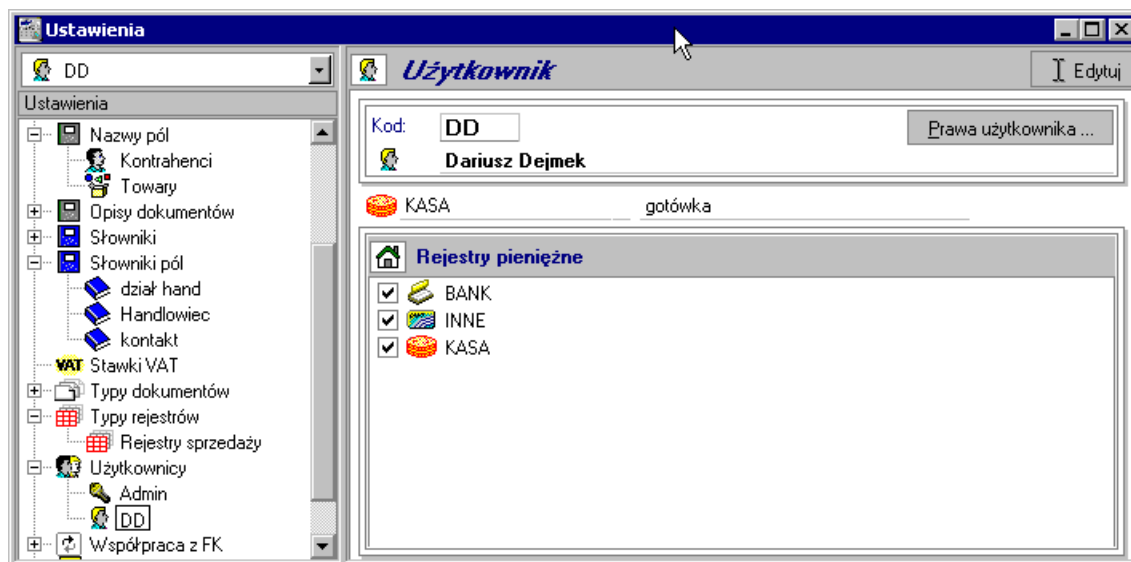 Ustawienia
DD
Ustawienia
Nazwy pól
Kontrahenci
Towary
Opisy dokumentów
Słowniki
Słowniki pól
dział hand
Handlowiec
kontakt
VAT Stawki VAT
Typy dokumentów
Typy rejestrów
Rejestry sprzedaży
Użytkownicy
Admin
DD
Współpraca z FK
Użytkownik
Edytuj
Kod: DD
Prawa użytkownika ...
Dariusz Dejmek
KASA gotówka
Rejestry pieniężne
BANK
INNE
KASA